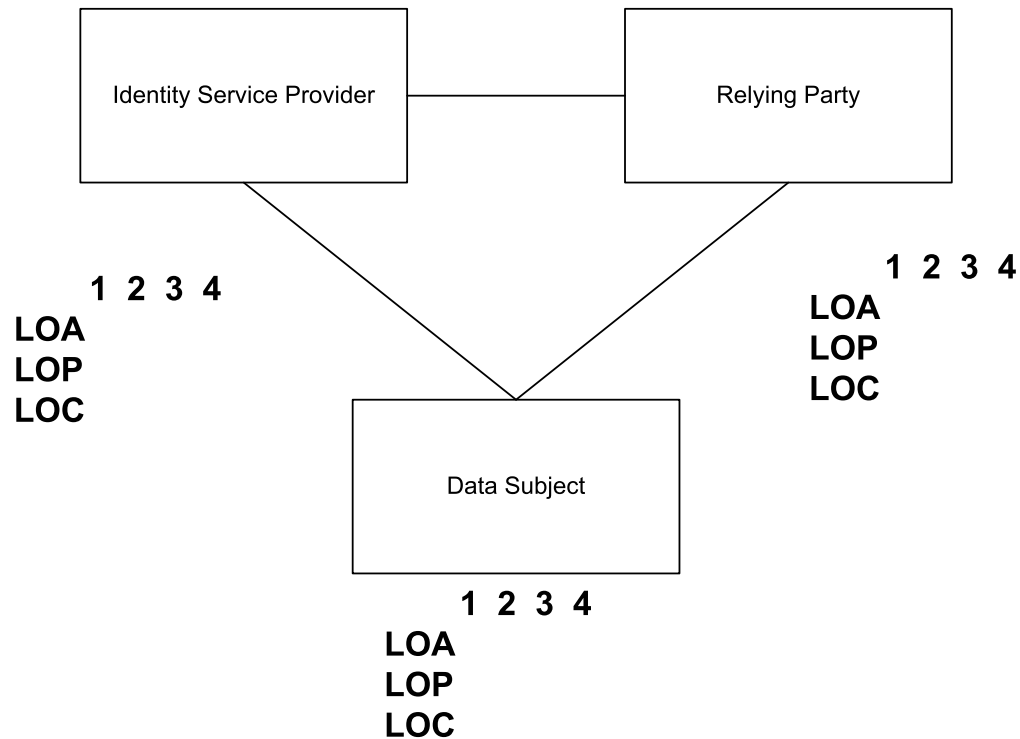 Identity Service Provider
Relying Party
1 2 3 4
LOA
LOP
LOC
1 2 3 4
LOA
LOP
LOC
Data Subject
1 2 3 4
LOA
LOP
LOC